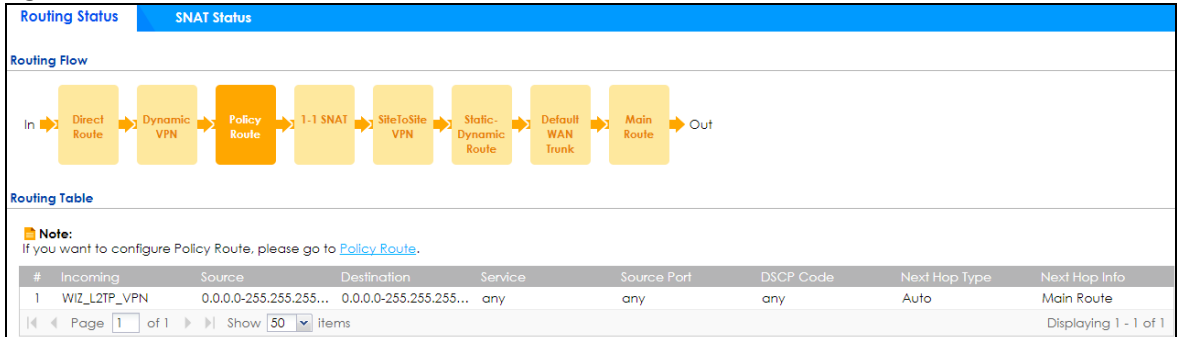 Routing Status SNAT Status
Routing Flow
In Direct Route Dynamic VPN Policy Route 1-1 SNAT SiteToSite VPN Static-Dynamic Route Default WAN Trunk Main Route Out
Routing Table
Note:
If you want to configure Policy Route, please go to Policy Route.
# Incoming Source Destination Service Source Port DSCP Code Next Hop Type Next Hop Info
1 WIZ_L2TP_VPN 0.0.0.0-255.255.255... 0.0.0.0-255.255.255... any any any Auto Main Route
Page 1 of 1 Show 50 items Displaying 1 - 1 of 1